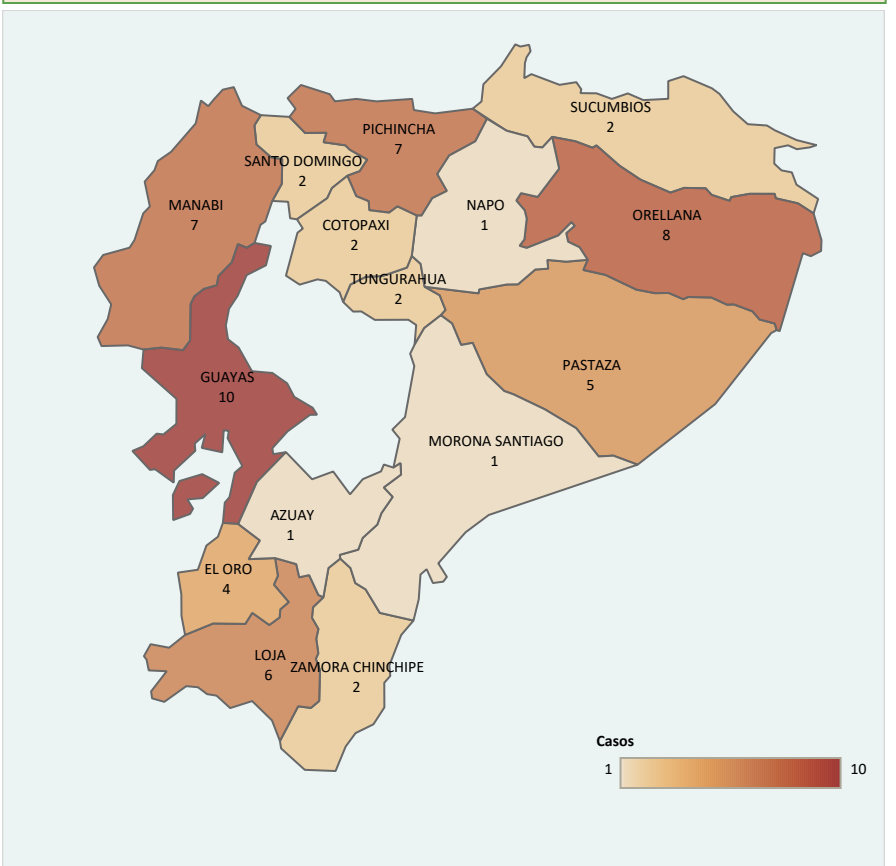 SUCUMBIOS
2
PICHINCHA
7
SANTO DOMINGO
2
MANABI
7
NAPO
1
ORELLANA
8
COTOPAXI
2
TUNGURAHUA
2
PASTAZA
5
GUAYAS
10
MORONA SANTIAGO
1
AZUAY
1
EL ORO
4
LOJA
6
ZAMORA CHINCHIPE
2
Casos
1
10